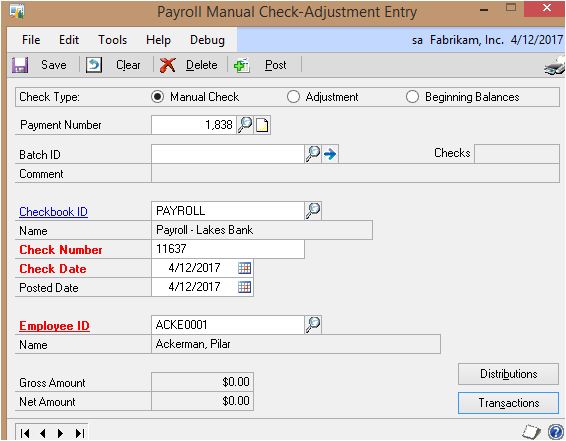 Payroll Manual Check-Adjustment Entry
File Edit Tools Help Debug sa Fabrikam, Inc. 4/12/2017
Save Clear Delete Post
Check Type: Manual Check Adjustment Beginning Balances
Payment Number 1,838
Batch ID Checks
Comment
Checkbook ID PAYROLL
Name Payroll - Lakes Bank
Check Number 11637
Check Date 4/12/2017
Posted Date 4/12/2017
Employee ID ACKE0001
Name Ackerman, Pilar
Distributions
Gross Amount $0.00
Net Amount $0.00
Transactions